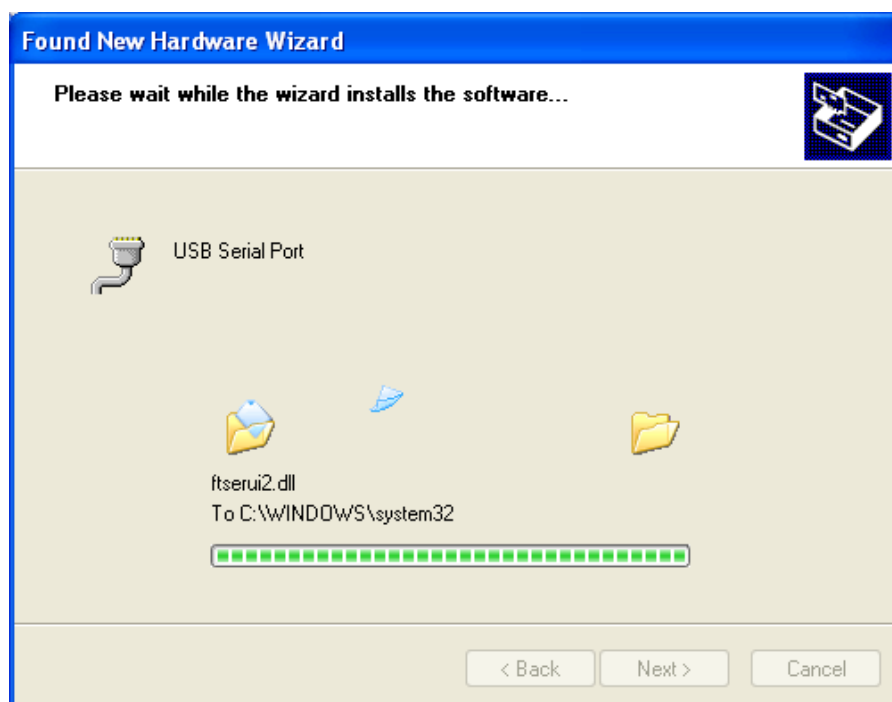 Found New Hardware Wizard
Please wait while the wizard installs the software...
USB Serial Port
ftserui2.dll
To C:\WINDOWS\system32
< Back Next > Cancel